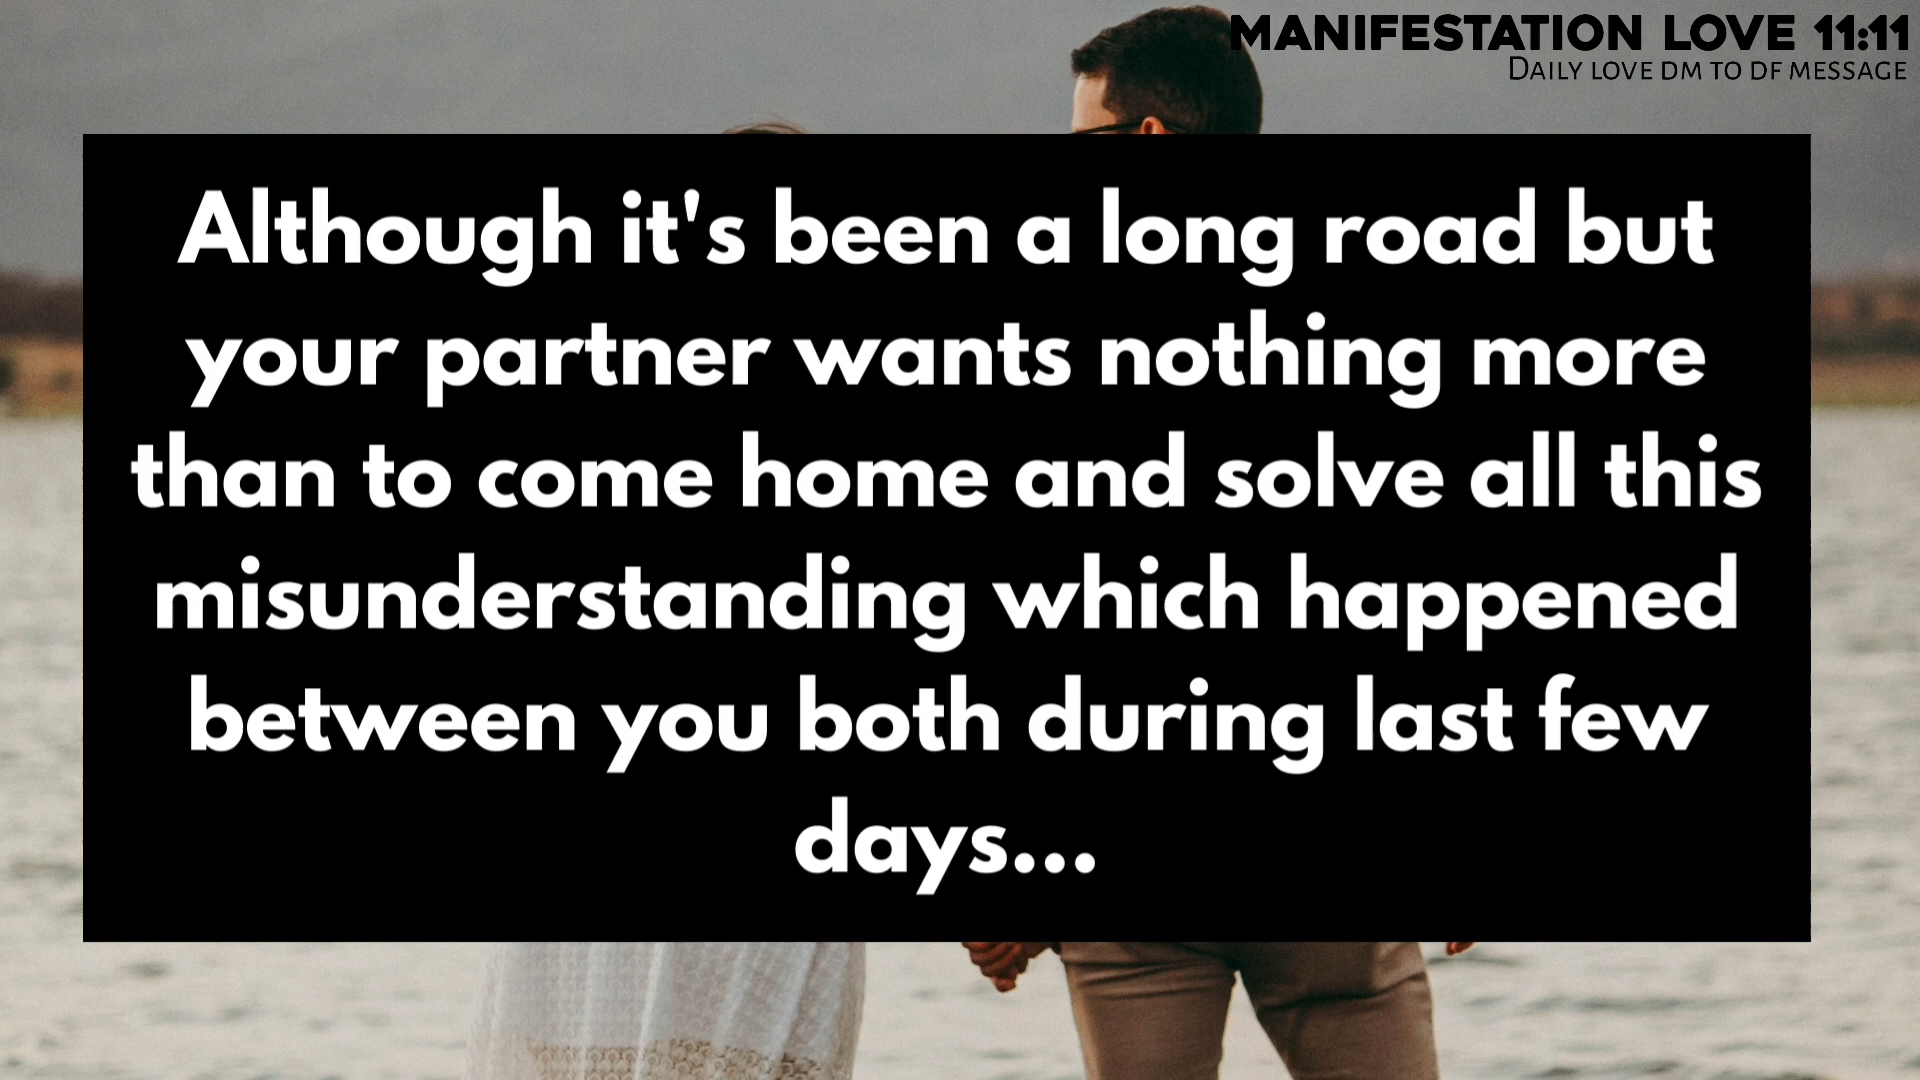 MANIFESTATION LOVE 11:11
DAILY LOVE DM TO DF MESSAGE
Although it's been a long road but
your partner wants nothing more
than to come home and solve all this
misunderstanding which happened
between you both during last few
days...